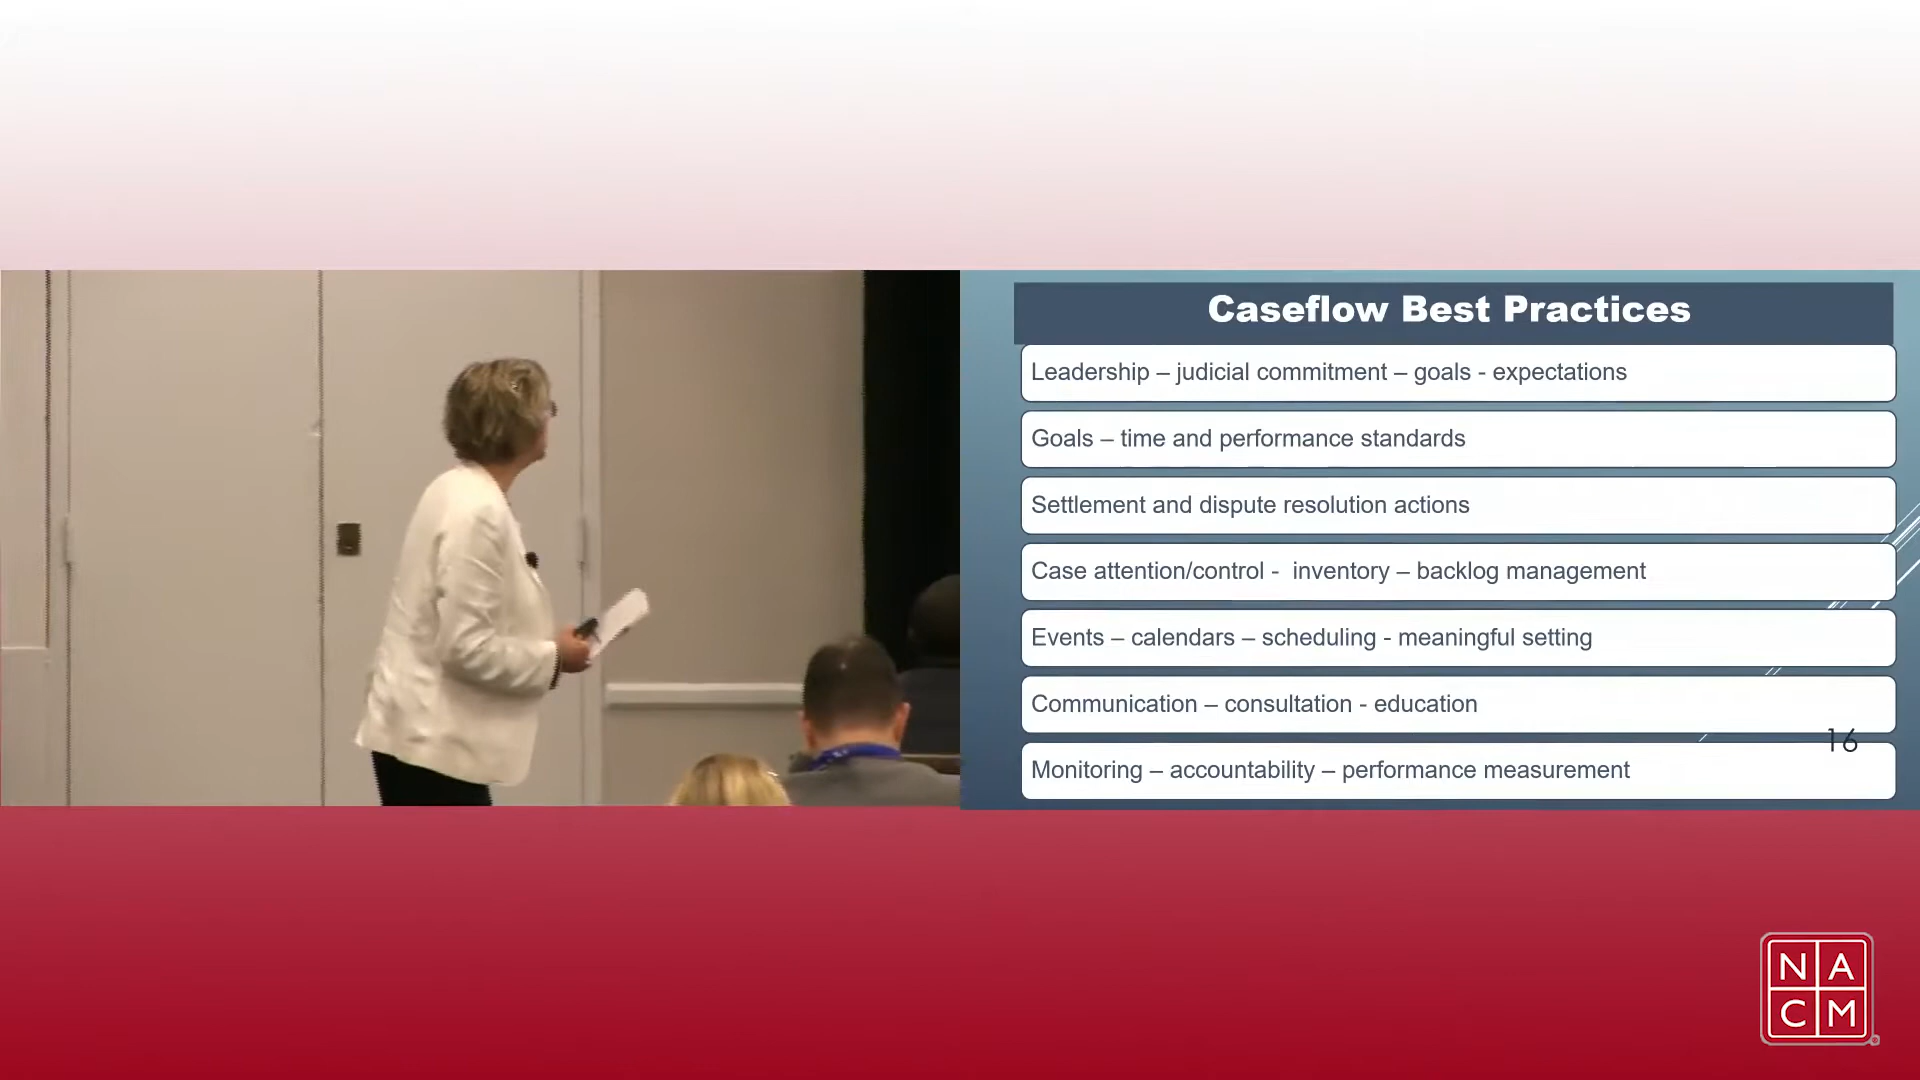 Caseflow Best Practices
Leadership – judicial commitment – goals - expectations
Goals – time and performance standards
Settlement and dispute resolution actions
Case attention/control -  inventory – backlog management
Events – calendars – scheduling - meaningful setting
Communication – consultation - education
16
Monitoring – accountability – performance measurement
N A
C M